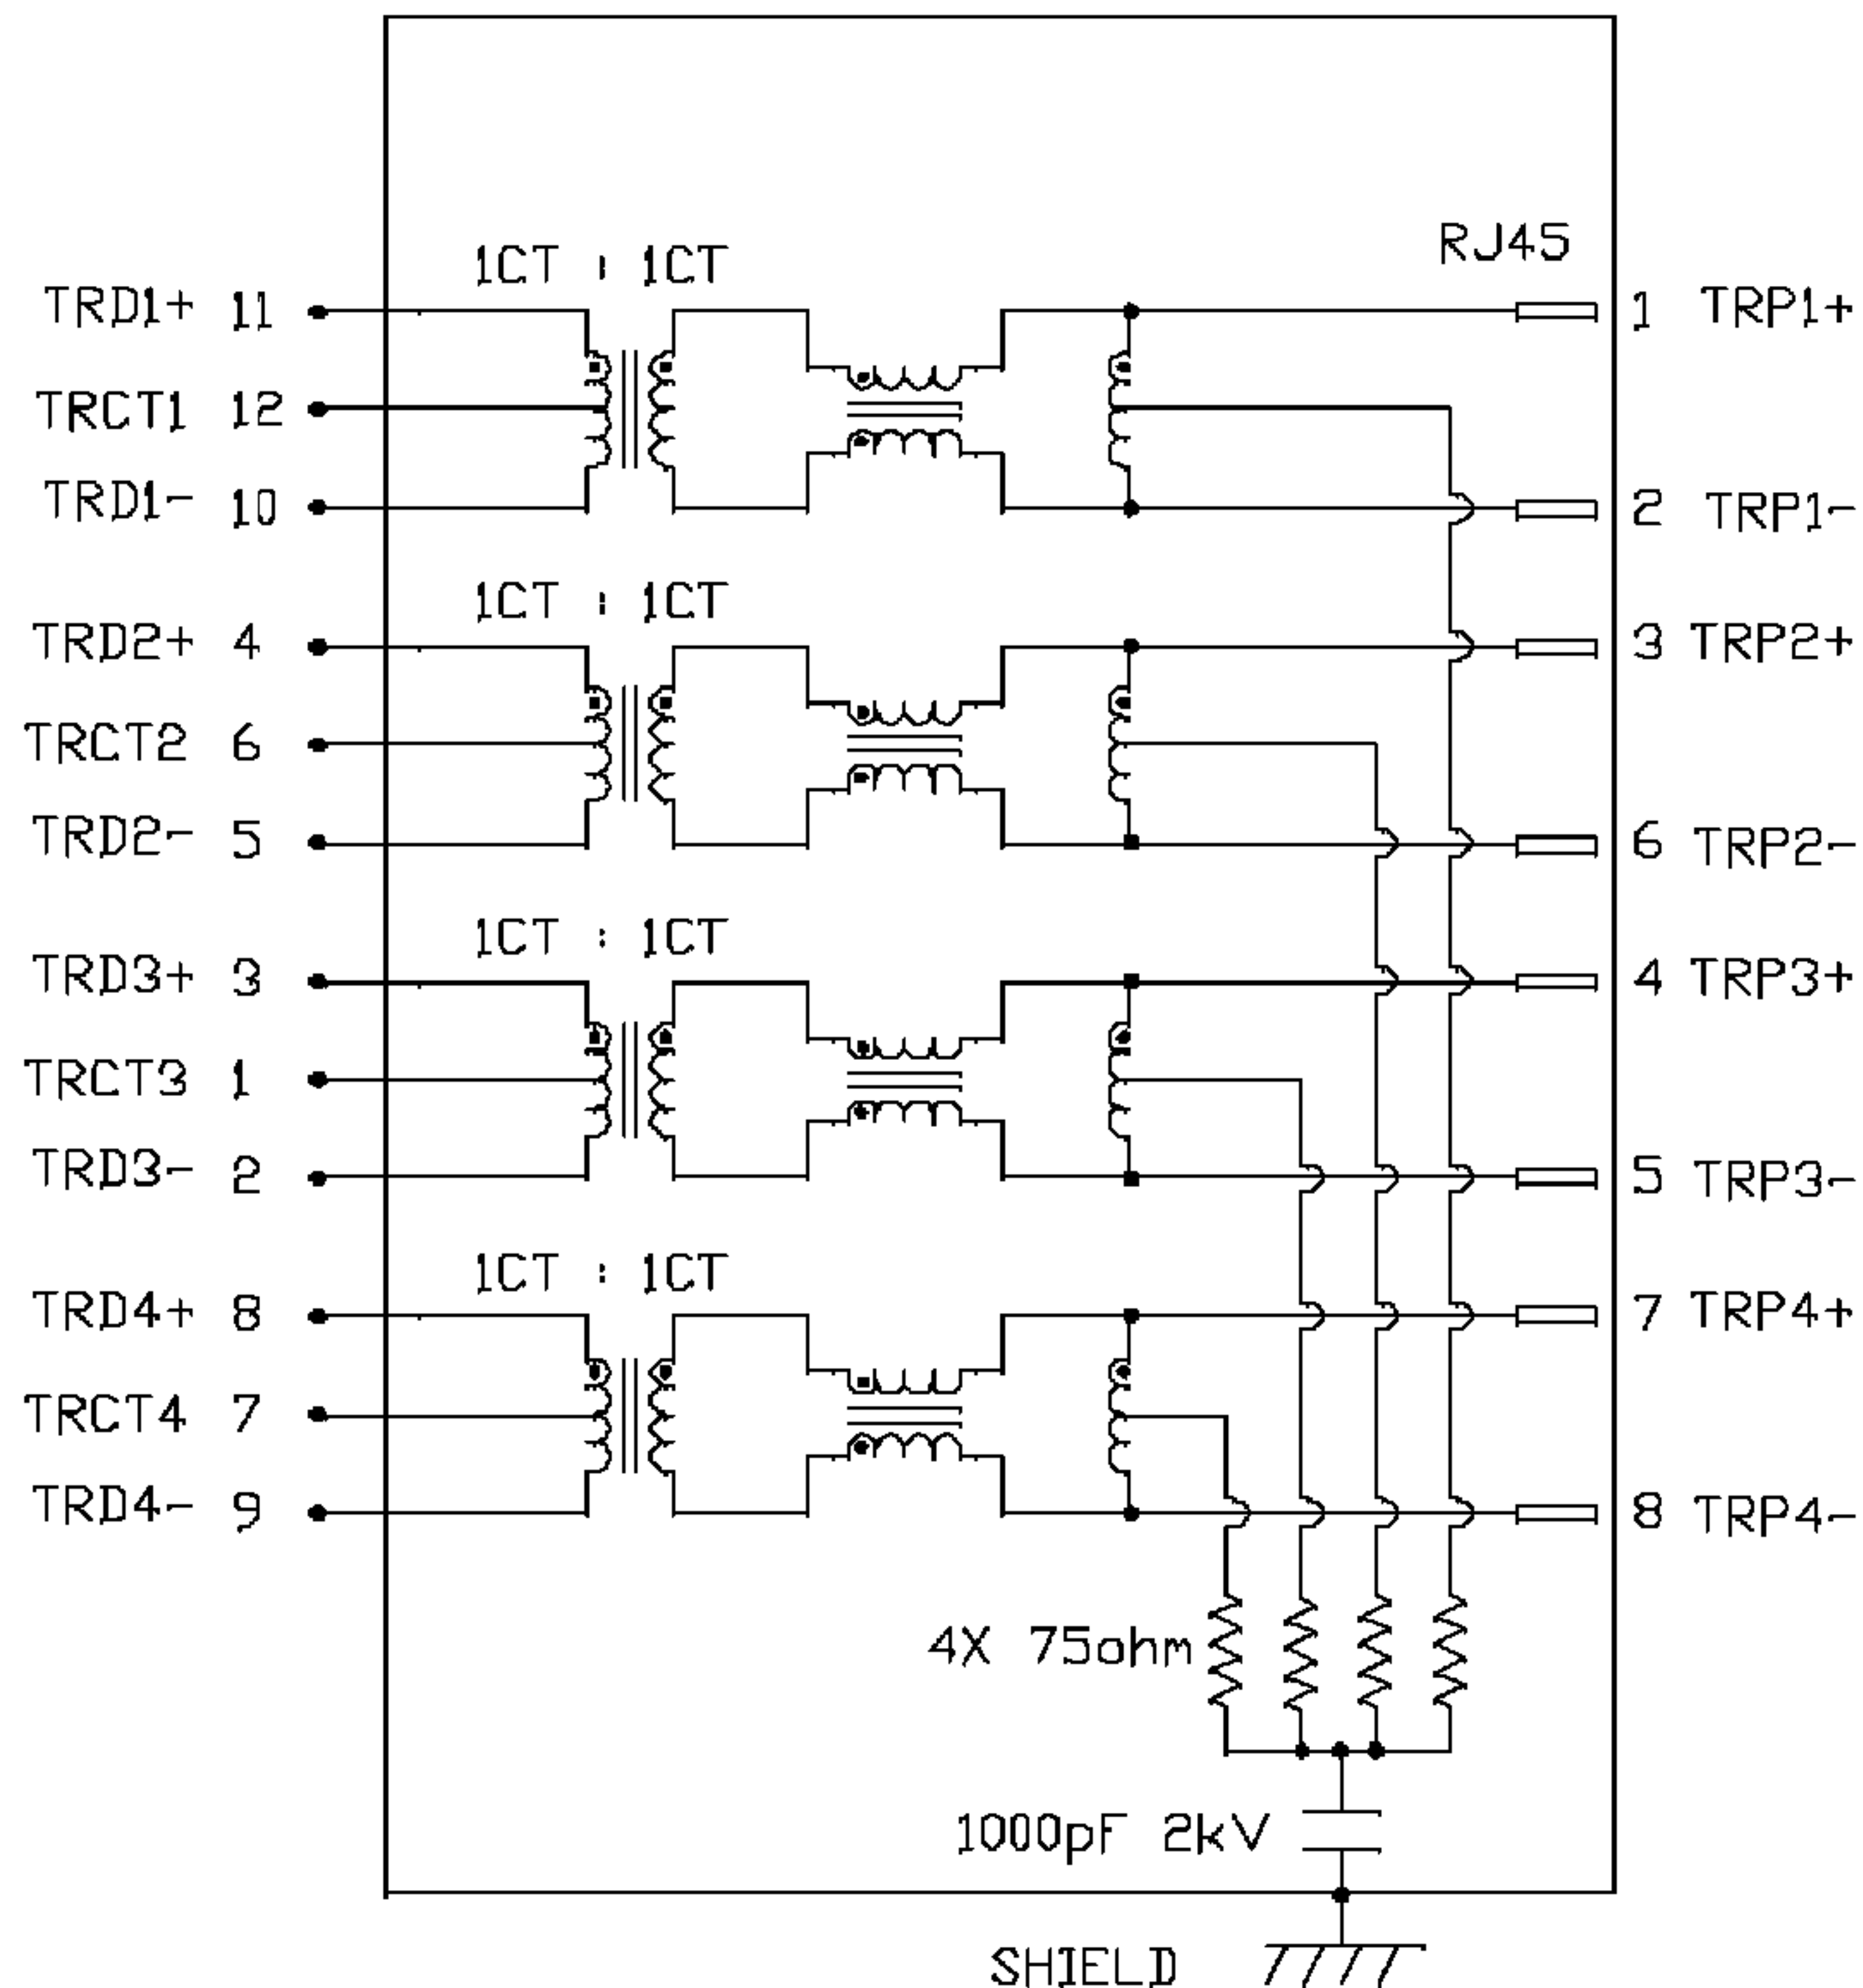 RJ45
1CT : 1CT
TRD1+ 11
1 TRP1+
TRCT1 12
TRD1- 10
2 TRP1-
1CT : 1CT
TRD2+ 4
3 TRP2+
TRCT2 6
TRD2- 5
6 TRP2-
1CT : 1CT
TRD3+ 3
4 TRP3+
TRCT3 1
TRD3- 2
5 TRP3-
1CT : 1CT
TRD4+ 8
7 TRP4+
TRCT4 7
TRD4- 9
8 TRP4-
4X 75ohm
1000pF 2kV
SHIELD